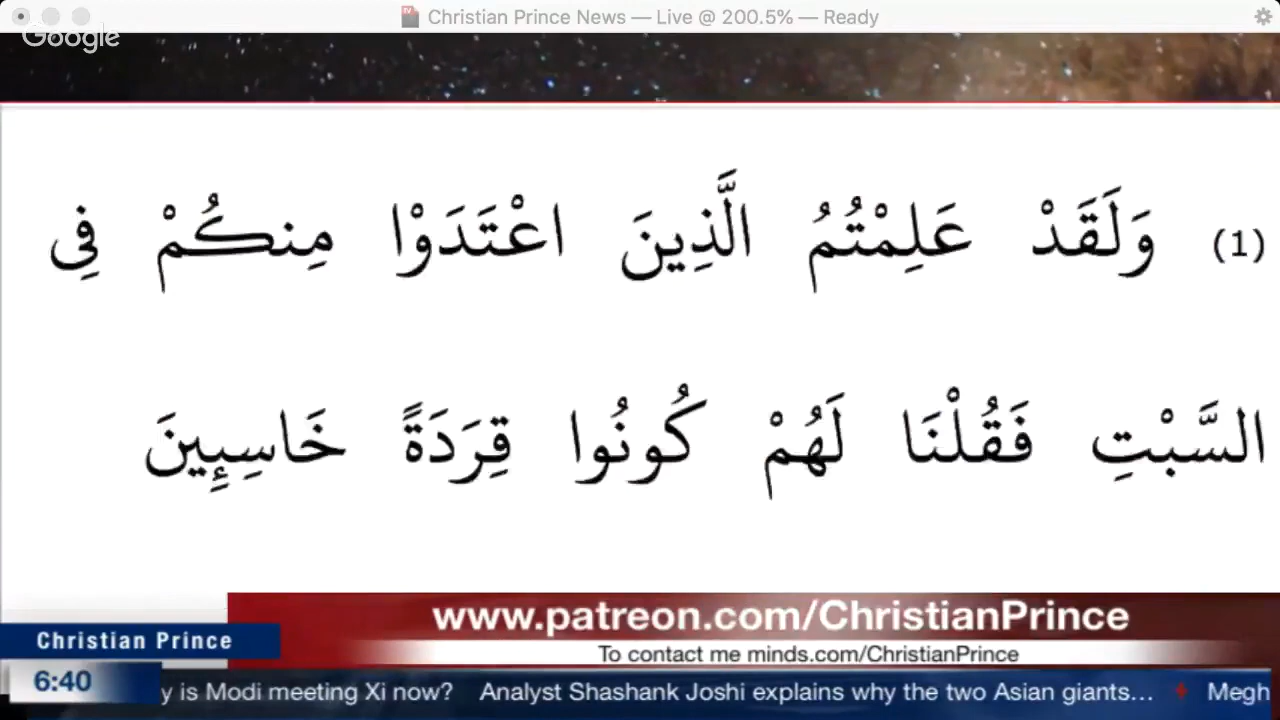 Christian Prince News — Live @ 200.5% — Ready
Google
(1) وَلَقَدْ عَلِمْتُمُ الَّذِينَ اعْتَدَوْا مِنكُمْ فِى
السَّبْتِ فَقُلْنَا لَهُمْ كُونُوا قِرَدَةً خَاسِئِينَ
www.patreon.com/ChristianPrince
Christian Prince
To contact me minds.com/ChristianPrince
6:40
y is Modi meeting Xi now? Analyst Shashank Joshi explains why the two Asian giants... Megh